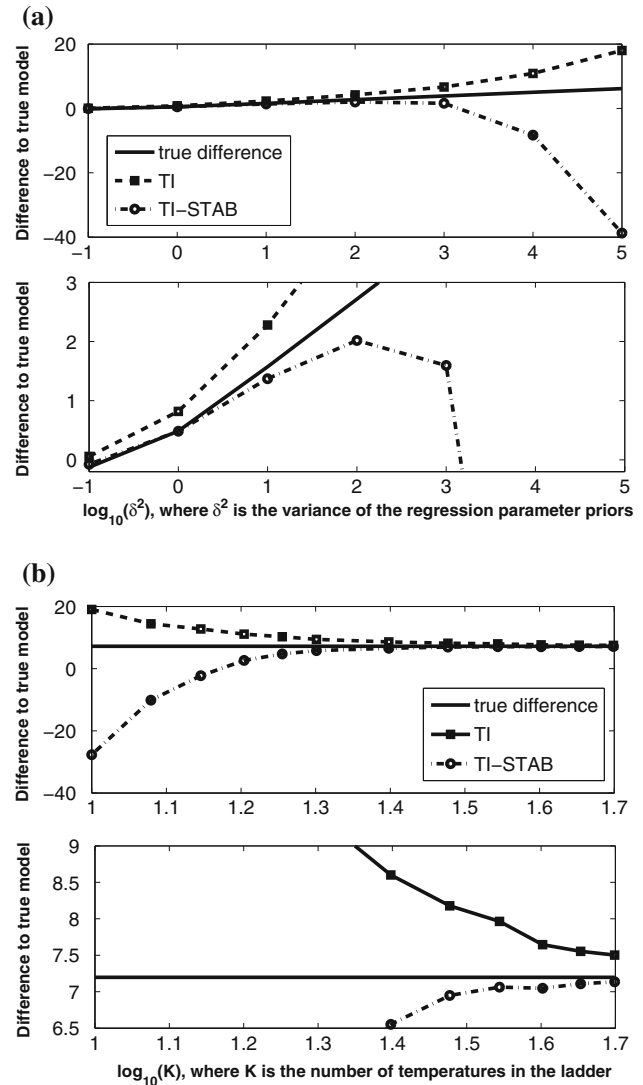 (a)
Difference to true model
20
0
−20
−40
true difference
TI
TI−STAB
−1 0 1 2 3 4 5
Difference to true model
3
2
1
0
−1 0 1 2 3 4 5
log10(δ2), where δ2 is the variance of the regression parameter priors
(b)
Difference to true model
20
0
−20
−40
true difference
TI
TI−STAB
1 1.1 1.2 1.3 1.4 1.5 1.6 1.7
Difference to true model
9
8.5
8
7.5
7
6.5
1 1.1 1.2 1.3 1.4 1.5 1.6 1.7
log10(K), where K is the number of temperatures in the ladder